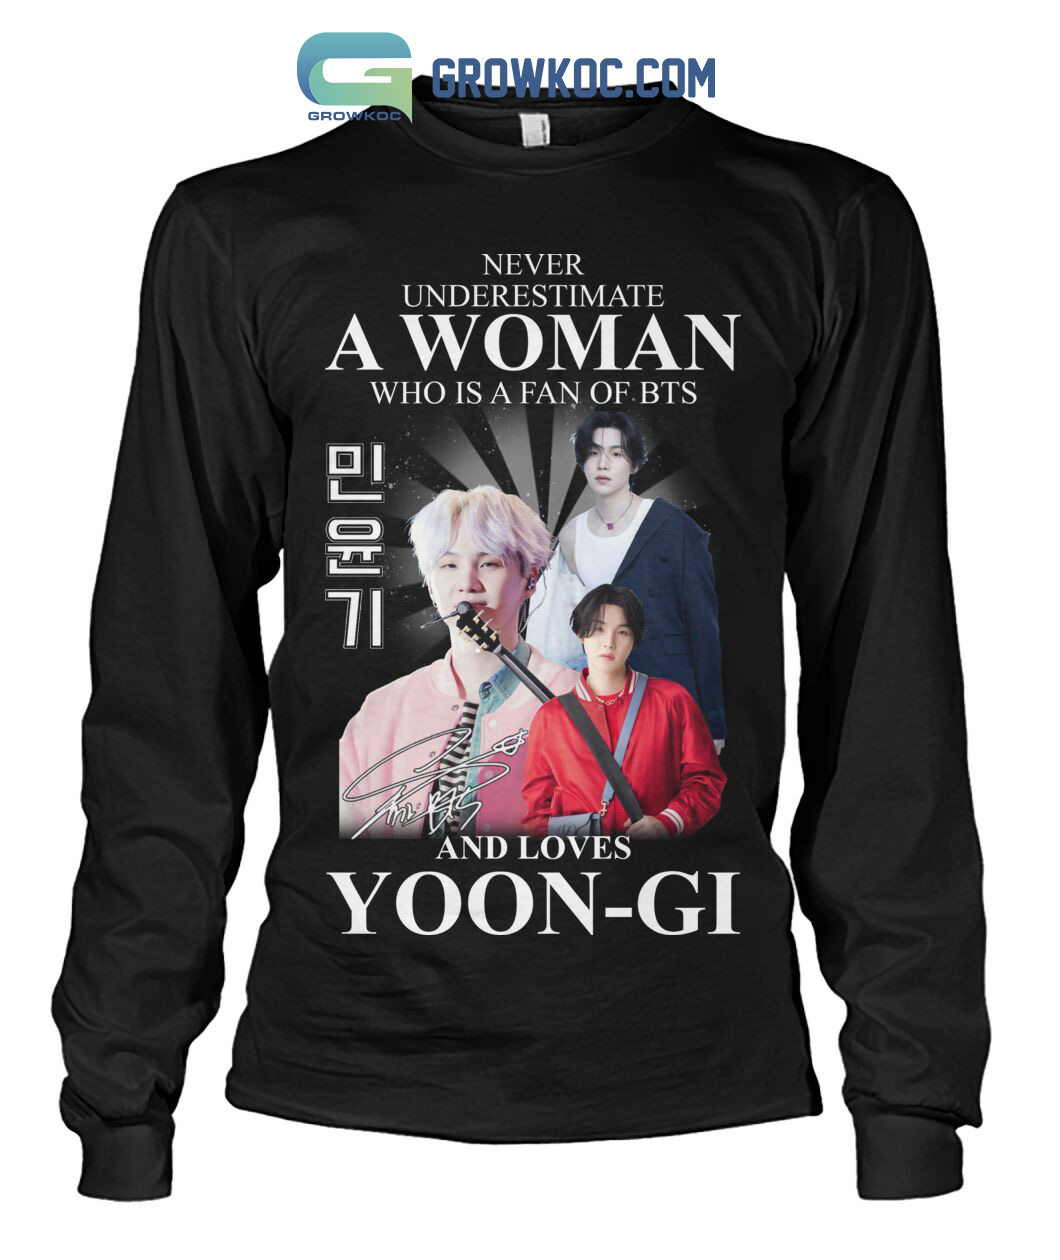 GROWKOC
GROWKOC.COM
NEVER
UNDERESTIMATE
A WOMAN
WHO IS A FAN OF BTS
민
윤
기
AND LOVES
YOON-GI